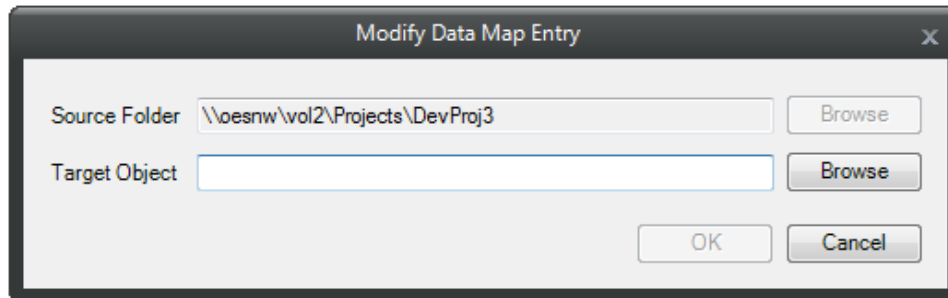 Modify Data Map Entry
x
Source Folder \\oesnw\vol2\Projects\DevProj3 Browse
Target Object Browse
OK Cancel